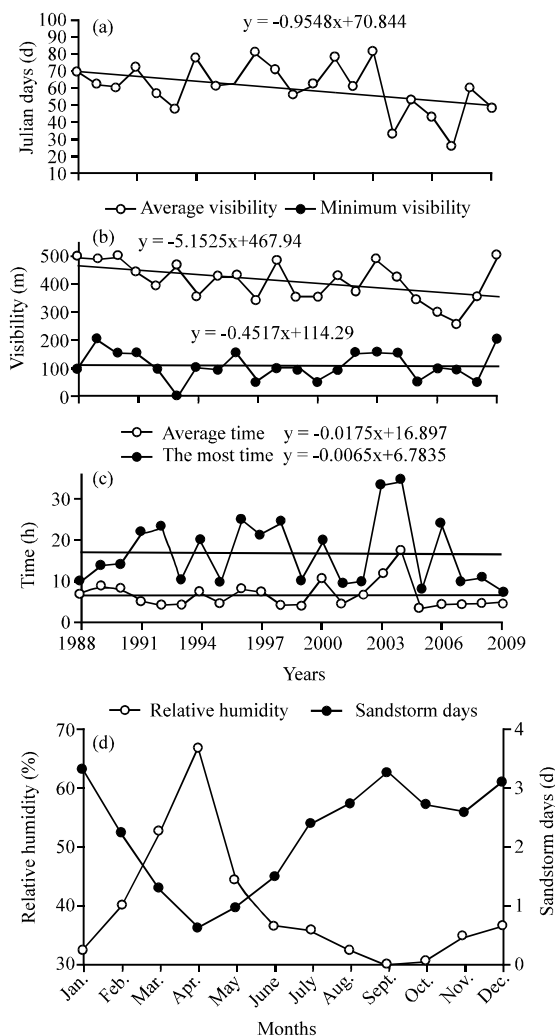 (a)
y = -0.9548x+70.844
Julian days (d)
100
90
80
70
60
50
40
30
20
10
Average visibility
Minimum visibility
(b)
y = -5.1525x+467.94
Visibility (m)
500
400
300
200
100
0
y = -0.4517x+114.29
Average time y = -0.0175x+16.897
The most time y = -0.0065x+6.7835
(c)
Time (h)
30
20
10
0
1988 1991 1994 1997 2000 2003 2006 2009
Years
Relative humidity
Sandstorm days
(d)
Relative humidity (%)
70
60
50
40
30
Sandstorm days (d)
4
3
2
1
0
Jan. Feb. Mar. Apr. May June July Aug. Sept. Oct. Nov. Dec.
Months